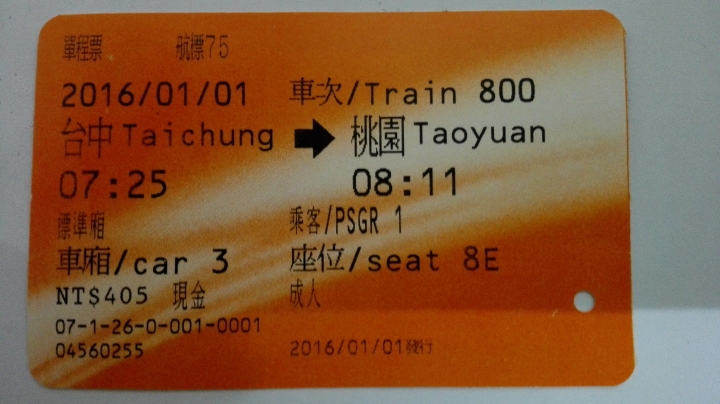 單程票 航標75
2016/01/01 車次/Train 800
台中 Taichung ➡ 桃園 Taoyuan
07:25 08:11
標準廂 乘客/PSGR 1
車廂/car 3 座位/seat 8E
NT$405 現金 成人
07-1-26-0-001-0001
04560255 2016/01/01發行